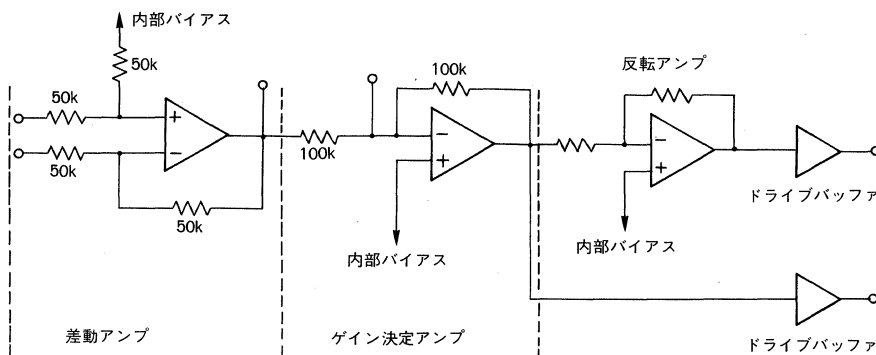 内部バイアス
50k
50k
50k
50k
差動アンプ
100k
100k
内部バイアス
ゲイン決定アンプ
反転アンプ
内部バイアス
ドライブバッファ
ドライブバッファ